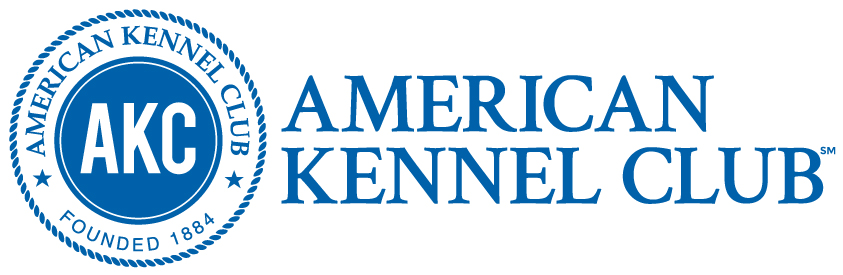 AMERICAN KENNEL CLUB
AKC
★ ★
FOUNDED 1884
AMERICAN
KENNEL CLUB℠